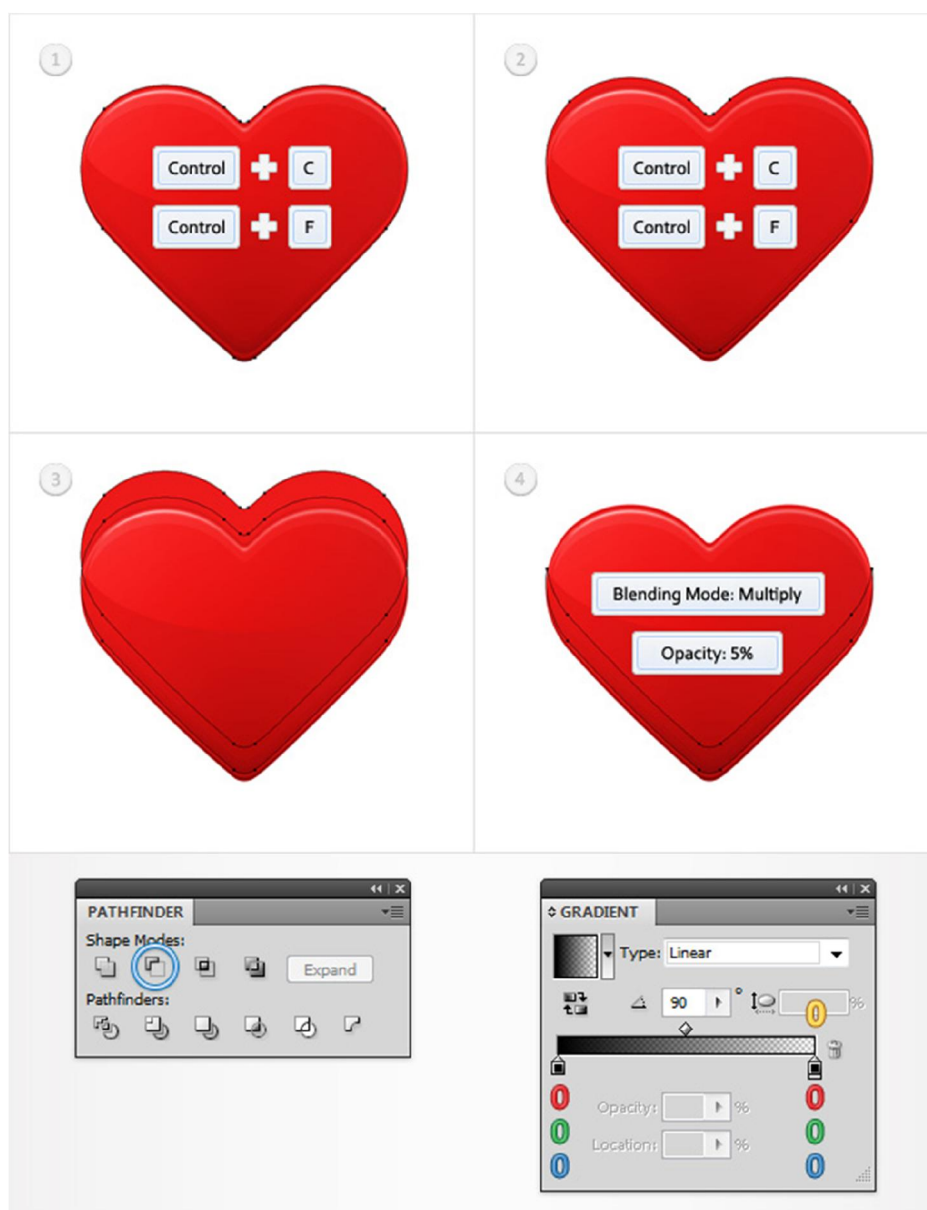 1
Control + C
Control + F
2
Control + C
Control + F
3
4
Blending Mode: Multiply
Opacity: 5%
PATHFINDER
Shape Modes:
Expand
Pathfinders:
GRADIENT
Type: Linear
90 °
0 %
0 0
Opacity: %
0 0
Location: %
0 0